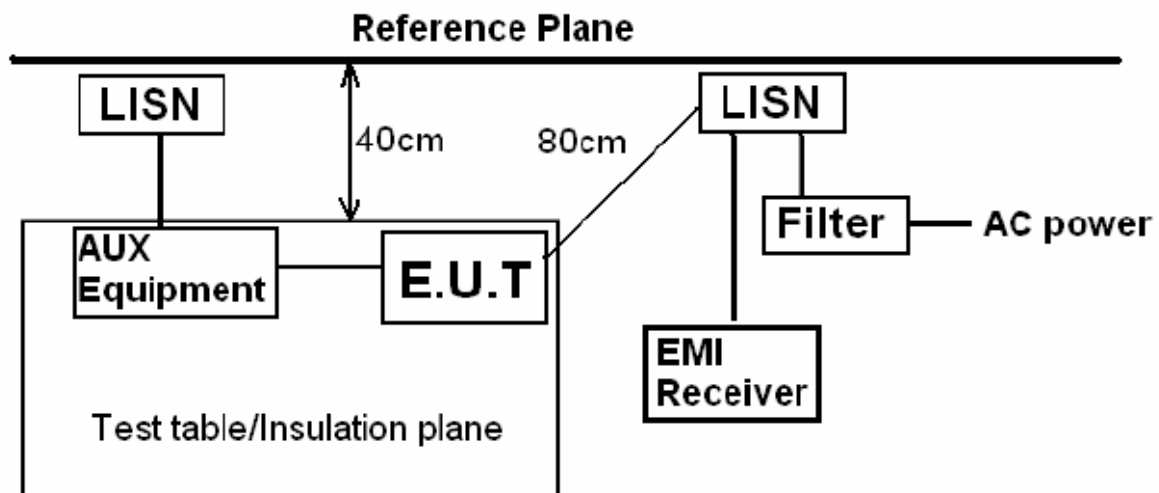 Reference Plane
LISN
40cm
80cm
LISN
Filter
AC power
AUX
Equipment
E.U.T
EMI
Receiver
Test table/Insulation plane